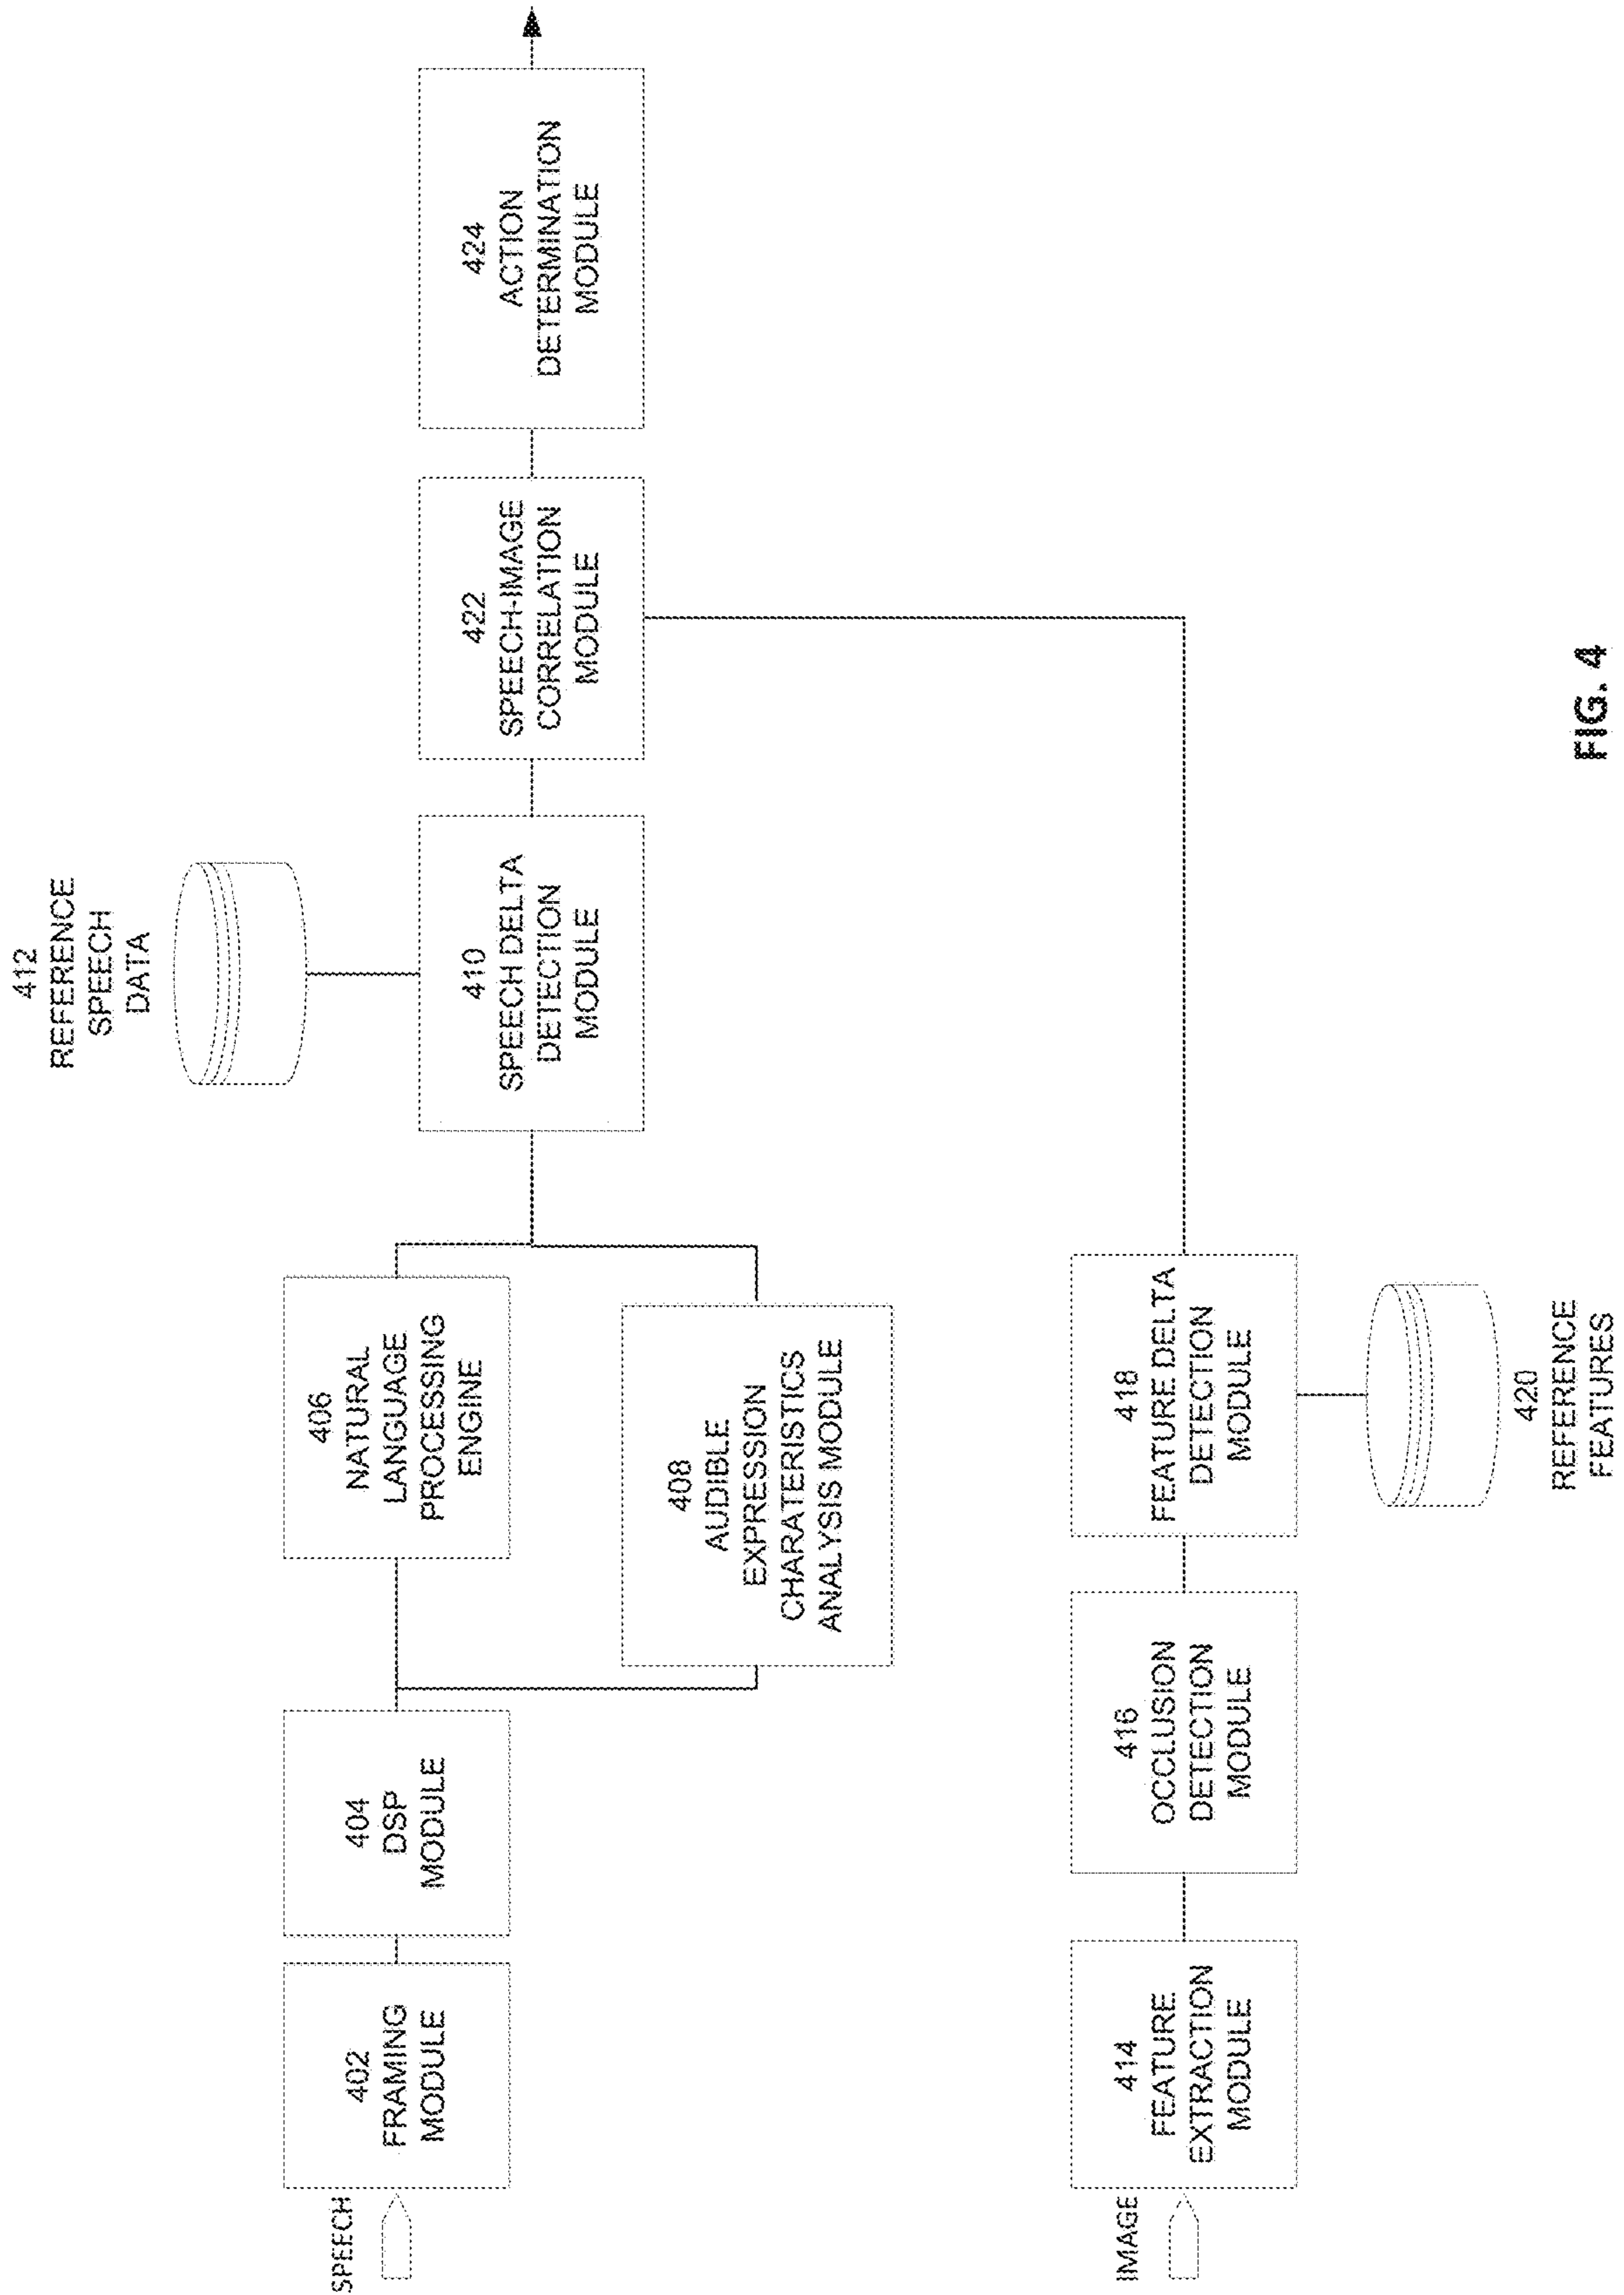 SPEECH
402
FRAMING
MODULE
404
DSP
MODULE
406
NATURAL
LANGUAGE
PROCESSING
ENGINE
408
AUDIBLE
EXPRESSION
CHARATERISTICS
ANALYSIS MODULE
410
SPEECH DELTA
DETECTION
MODULE
412
REFERENCE
SPEECH
DATA
422
SPEECH-IMAGE
CORRELATION
MODULE
424
ACTION
DETERMINATION
MODULE
IMAGE
414
FEATURE
EXTRACTION
MODULE
416
OCCLUSION
DETECTION
MODULE
418
FEATURE DELTA
DETECTION
MODULE
420
REFERENCE
FEATURES
FIG. 4